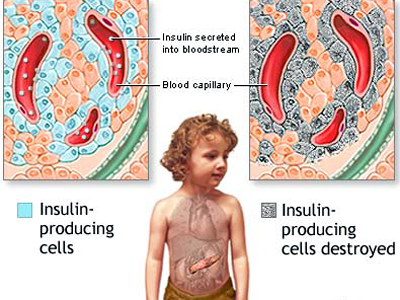 Insulin secreted
into bloodstream
Blood capillary
Insulin-
producing
cells
Insulin-
producing
cells destroyed